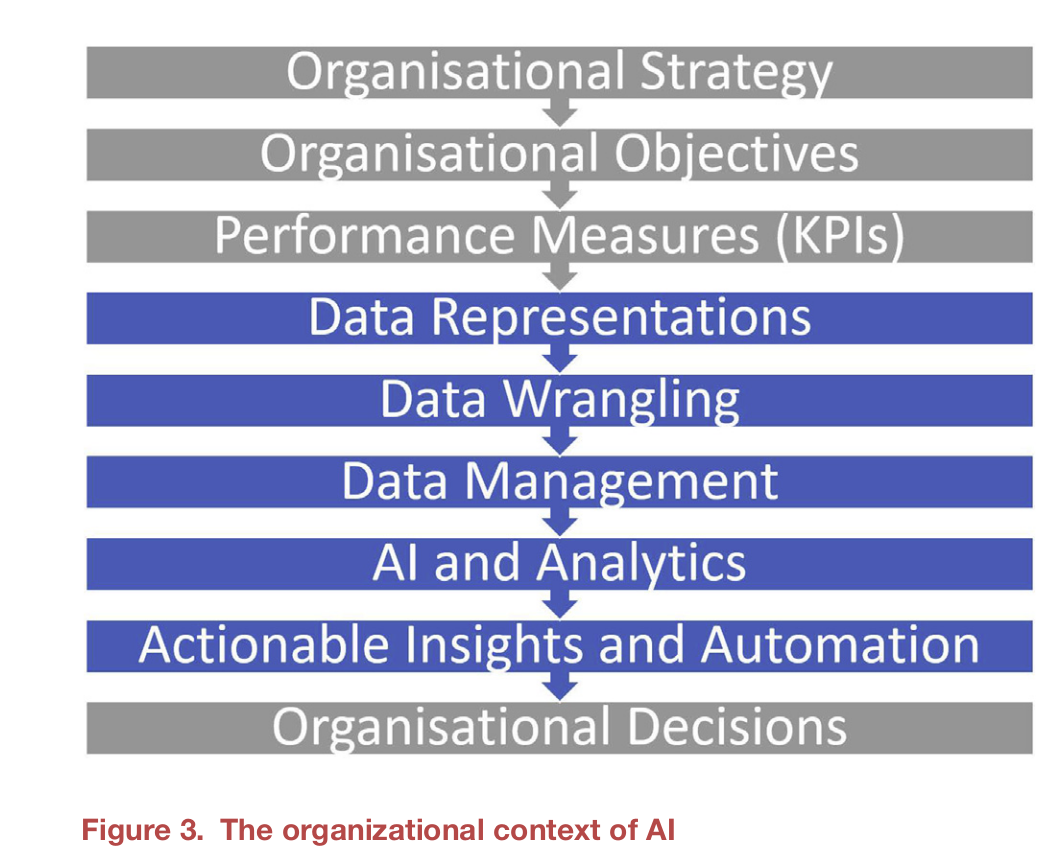 Organisational Strategy
Organisational Objectives
Performance Measures (KPIs)
Data Representations
Data Wrangling
Data Management
AI and Analytics
Actionable Insights and Automation
Organisational Decisions
Figure 3. The organizational context of AI